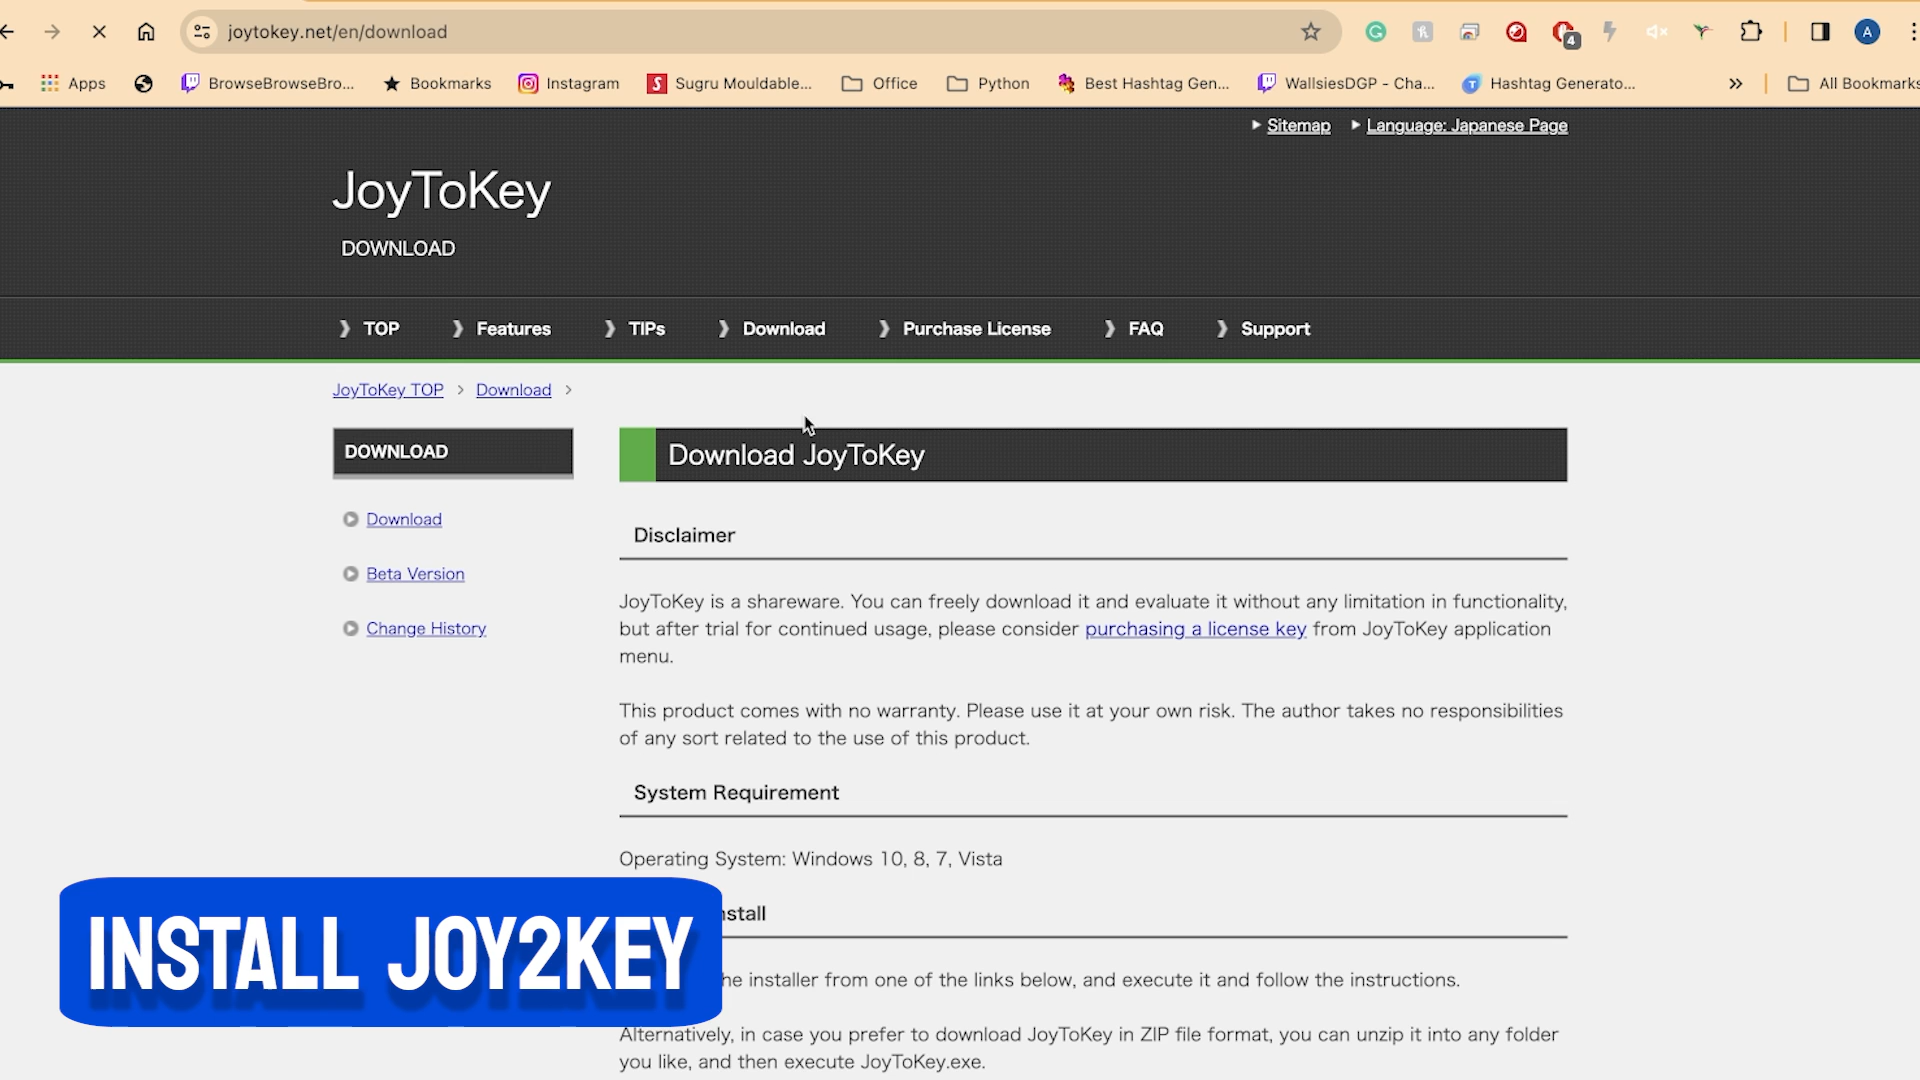 joytokey.net/en/download
4
A
Apps
BrowseBrowseBro...
Bookmarks
Instagram
Sugru Mouldable...
Office
Python
Best Hashtag Gen...
WallsiesDGP - Cha...
Hashtag Generato...
All Bookmarks
Sitemap
Language: Japanese Page
JoyToKey
DOWNLOAD
TOP
Features
TIPs
Download
Purchase License
FAQ
Support
JoyToKey TOP > Download >
DOWNLOAD
Download
Beta Version
Change History
Download JoyToKey
Disclaimer
JoyToKey is a shareware. You can freely download it and evaluate it without any limitation in functionality,
but after trial for continued usage, please consider purchasing a license key from JoyToKey application
menu.
This product comes with no warranty. Please use it at your own risk. The author takes no responsibilities
of any sort related to the use of this product.
System Requirement
Operating System: Windows 10, 8, 7, Vista
nstall
he installer from one of the links below, and execute it and follow the instructions.
Alternatively, in case you prefer to download JoyToKey in ZIP file format, you can unzip it into any folder
you like, and then execute JoyToKey.exe.
INSTALL JOY2KEY